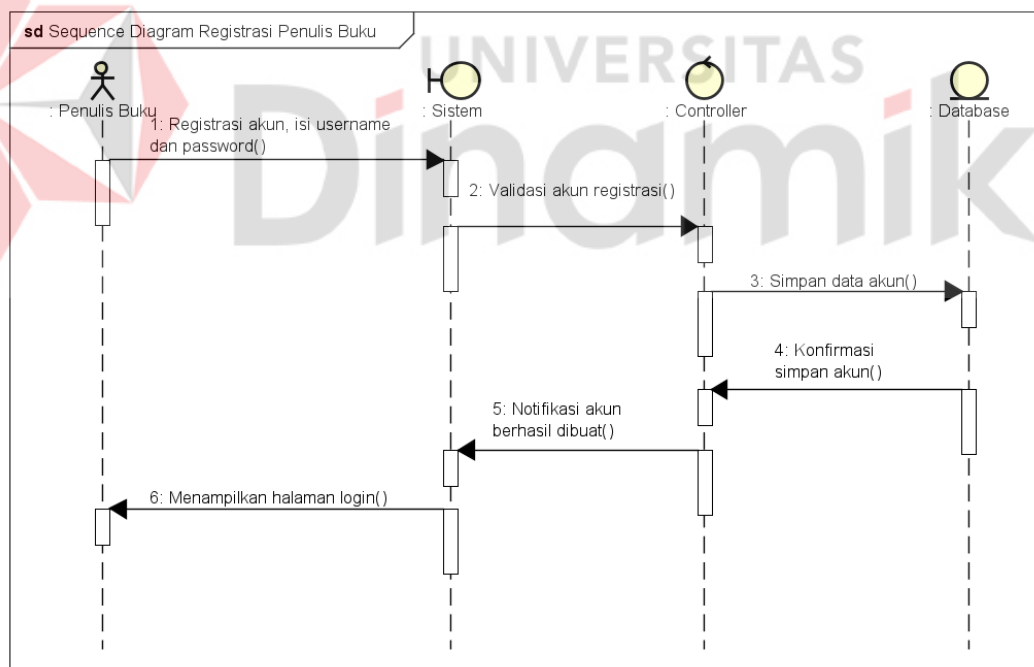 sd Sequence Diagram Registrasi Penulis Buku
UNIVERSITAS
Dinamik
: Penulis Buku
: Sistem
: Controller
: Database
1: Registrasi akun, isi username
dan password()
2: Validasi akun registrasi()
3: Simpan data akun()
4: Konfirmasi
simpan akun()
5: Notifikasi akun
berhasil dibuat()
6: Menampilkan halaman login()